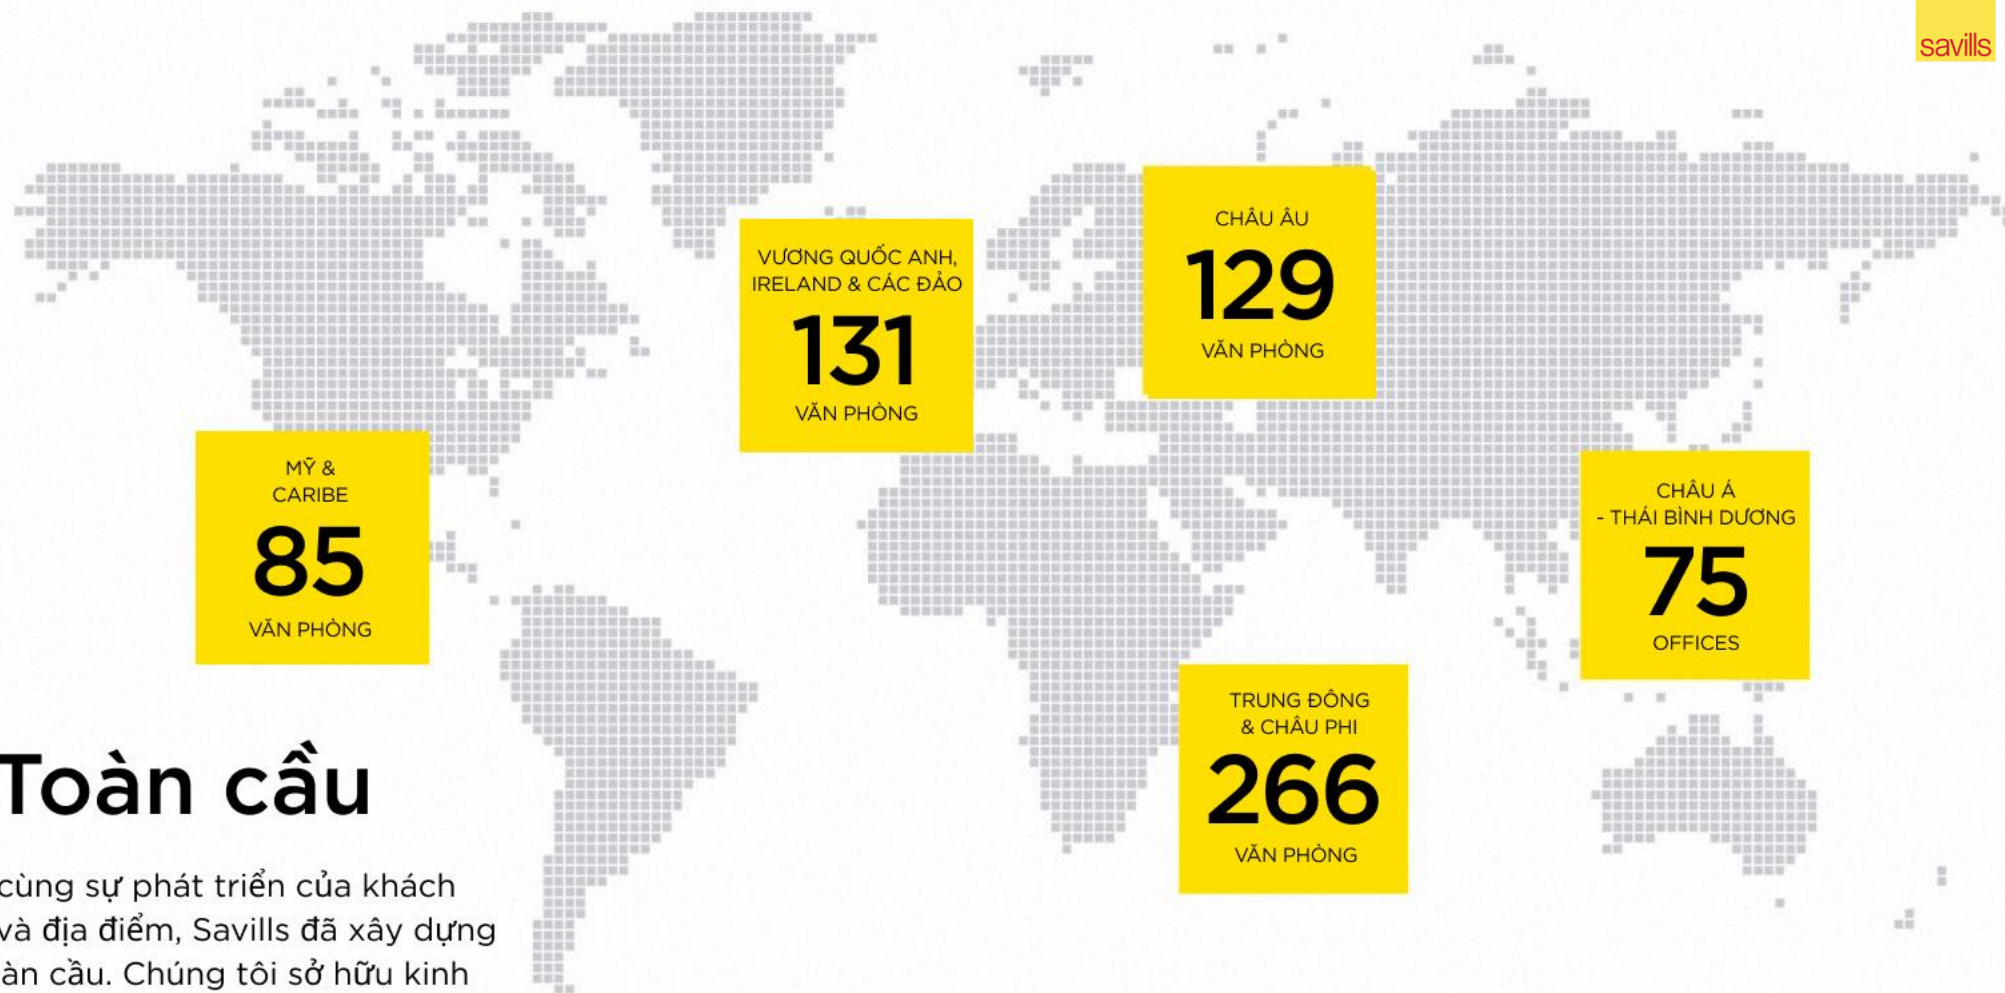 savills
CHÂU ÂU
129
VĂN PHÒNG
VƯƠNG QUỐC ANH,
IRELAND & CÁC ĐẢO
131
VĂN PHÒNG
MỸ &
CARIBE
85
VĂN PHÒNG
CHÂU Á
- THÁI BÌNH DƯƠNG
75
OFFICES
TRUNG ĐÔNG
& CHÂU PHI
266
VĂN PHÒNG
Toàn cầu
cùng sự phát triển của khách
và địa điểm, Savills đã xây dựng
àn cầu. Chúng tôi sở hữu kinh